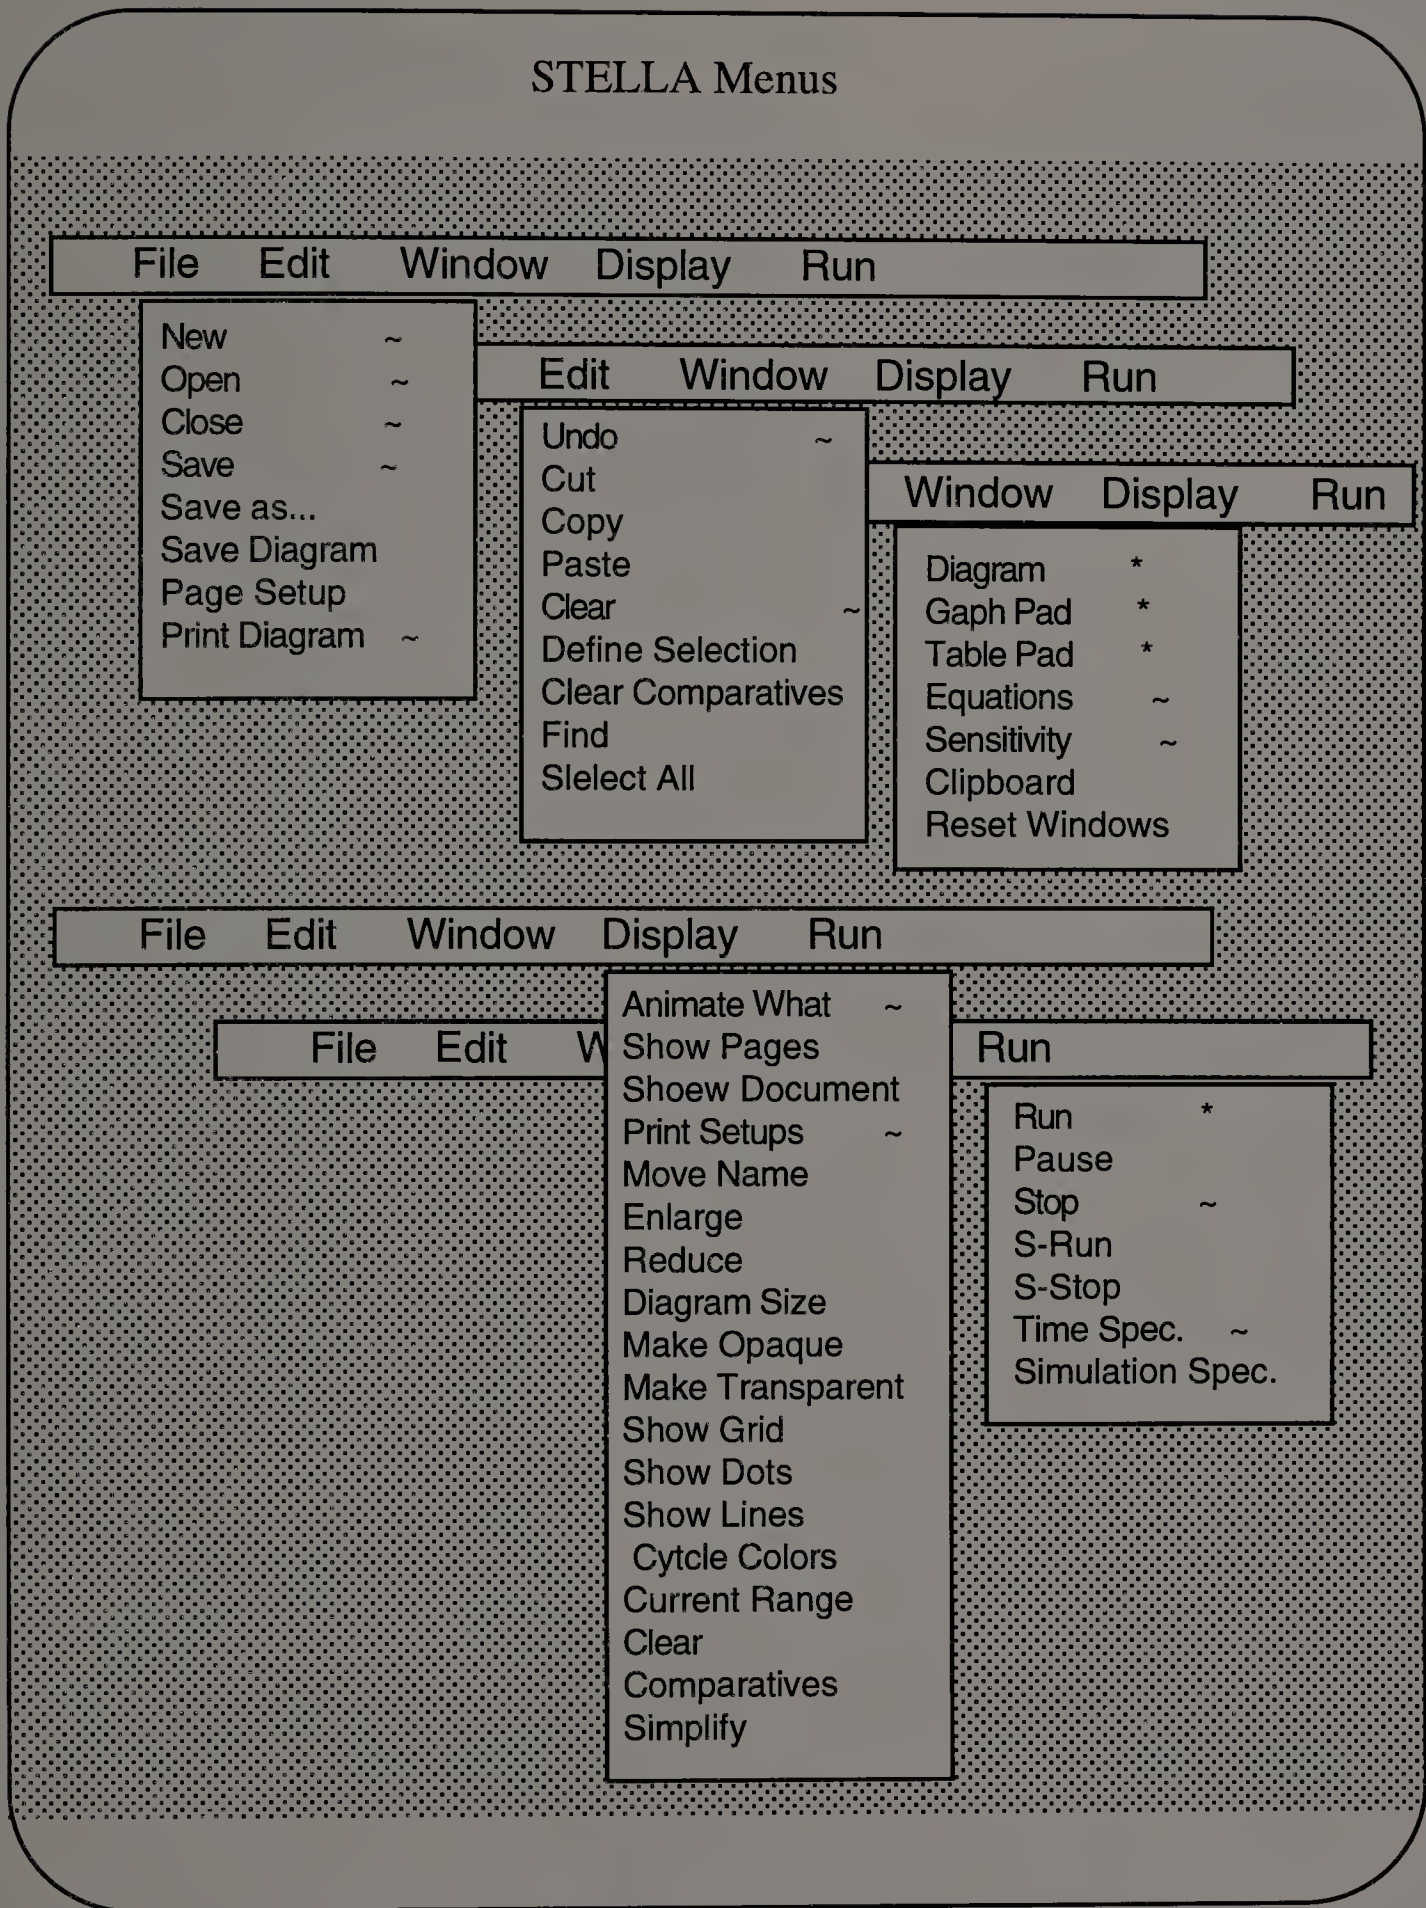 STELLA Menus
File Edit Window Display Run
New ~
Open ~
Close ~
Save ~
Save as...
Save Diagram
Page Setup
Print Diagram ~
Edit Window Display Run
Undo ~
Cut
Copy
Paste
Clear ~
Define Selection
Clear Comparatives
Find
Slelect All
Window Display Run
Diagram *
Gaph Pad *
Table Pad *
Equations ~
Sensitivity ~
Clipboard
Reset Windows
File Edit Window Display Run
Animate What ~
Show Pages
Shoew Document
Print Setups ~
Move Name
Enlarge
Reduce
Diagram Size
Make Opaque
Make Transparent
Show Grid
Show Dots
Show Lines
Cytcle Colors
Current Range
Clear
Comparatives
Simplify
File Edit W Run
Run *
Pause
Stop ~
S-Run
S-Stop
Time Spec. ~
Simulation Spec.